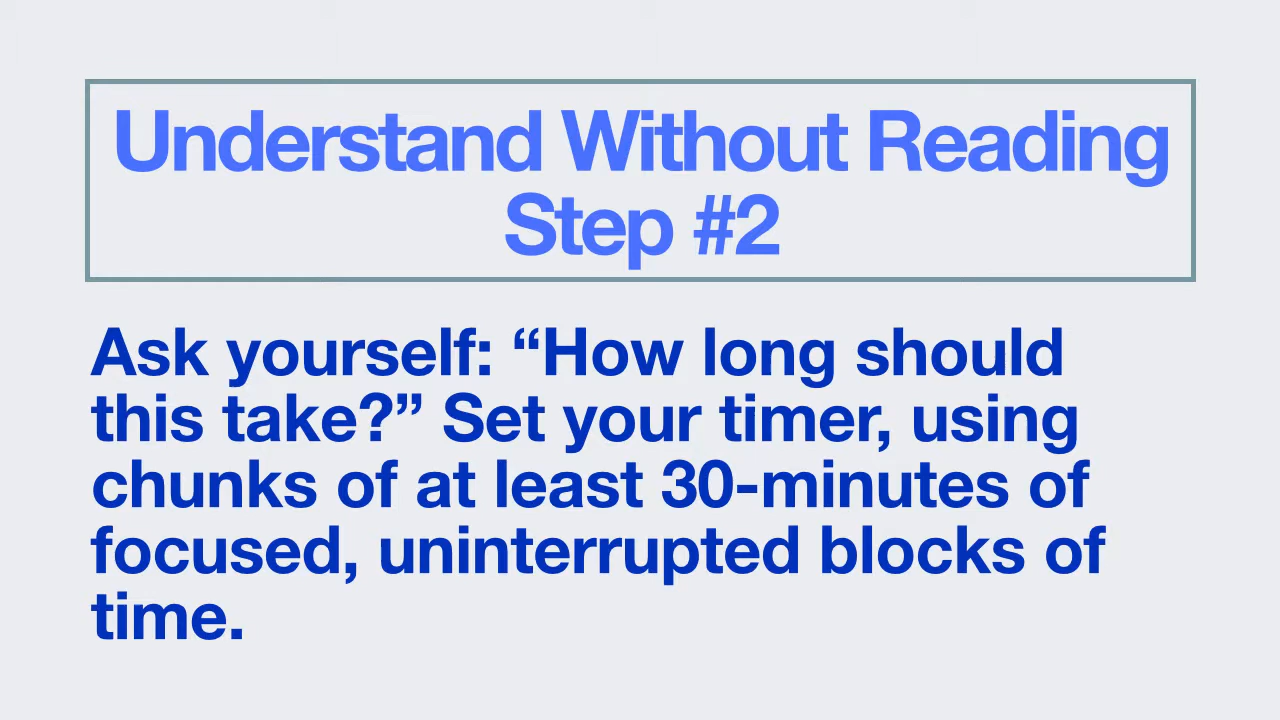 Understand Without Reading
Step #2
Ask yourself: “How long should
this take?” Set your timer, using
chunks of at least 30-minutes of
focused, uninterrupted blocks of
time.